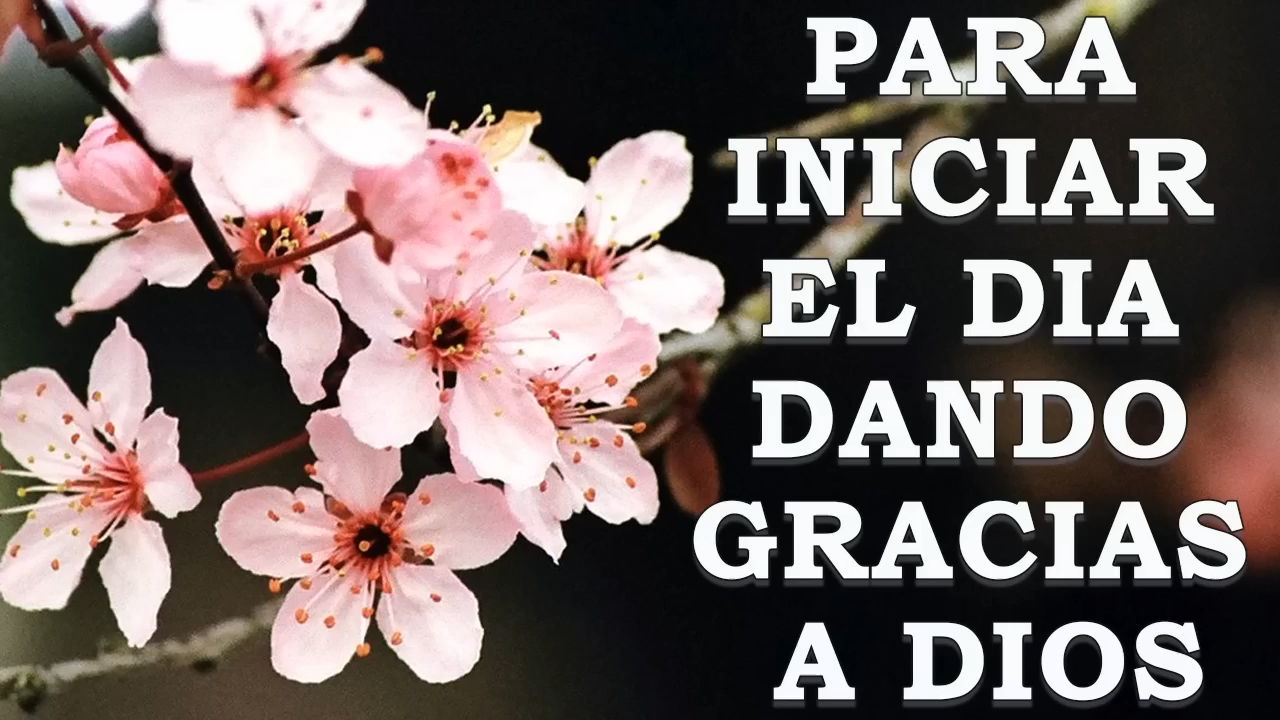 PARA
INICIAR
EL DIA
DANDO
GRACIAS
A DIOS